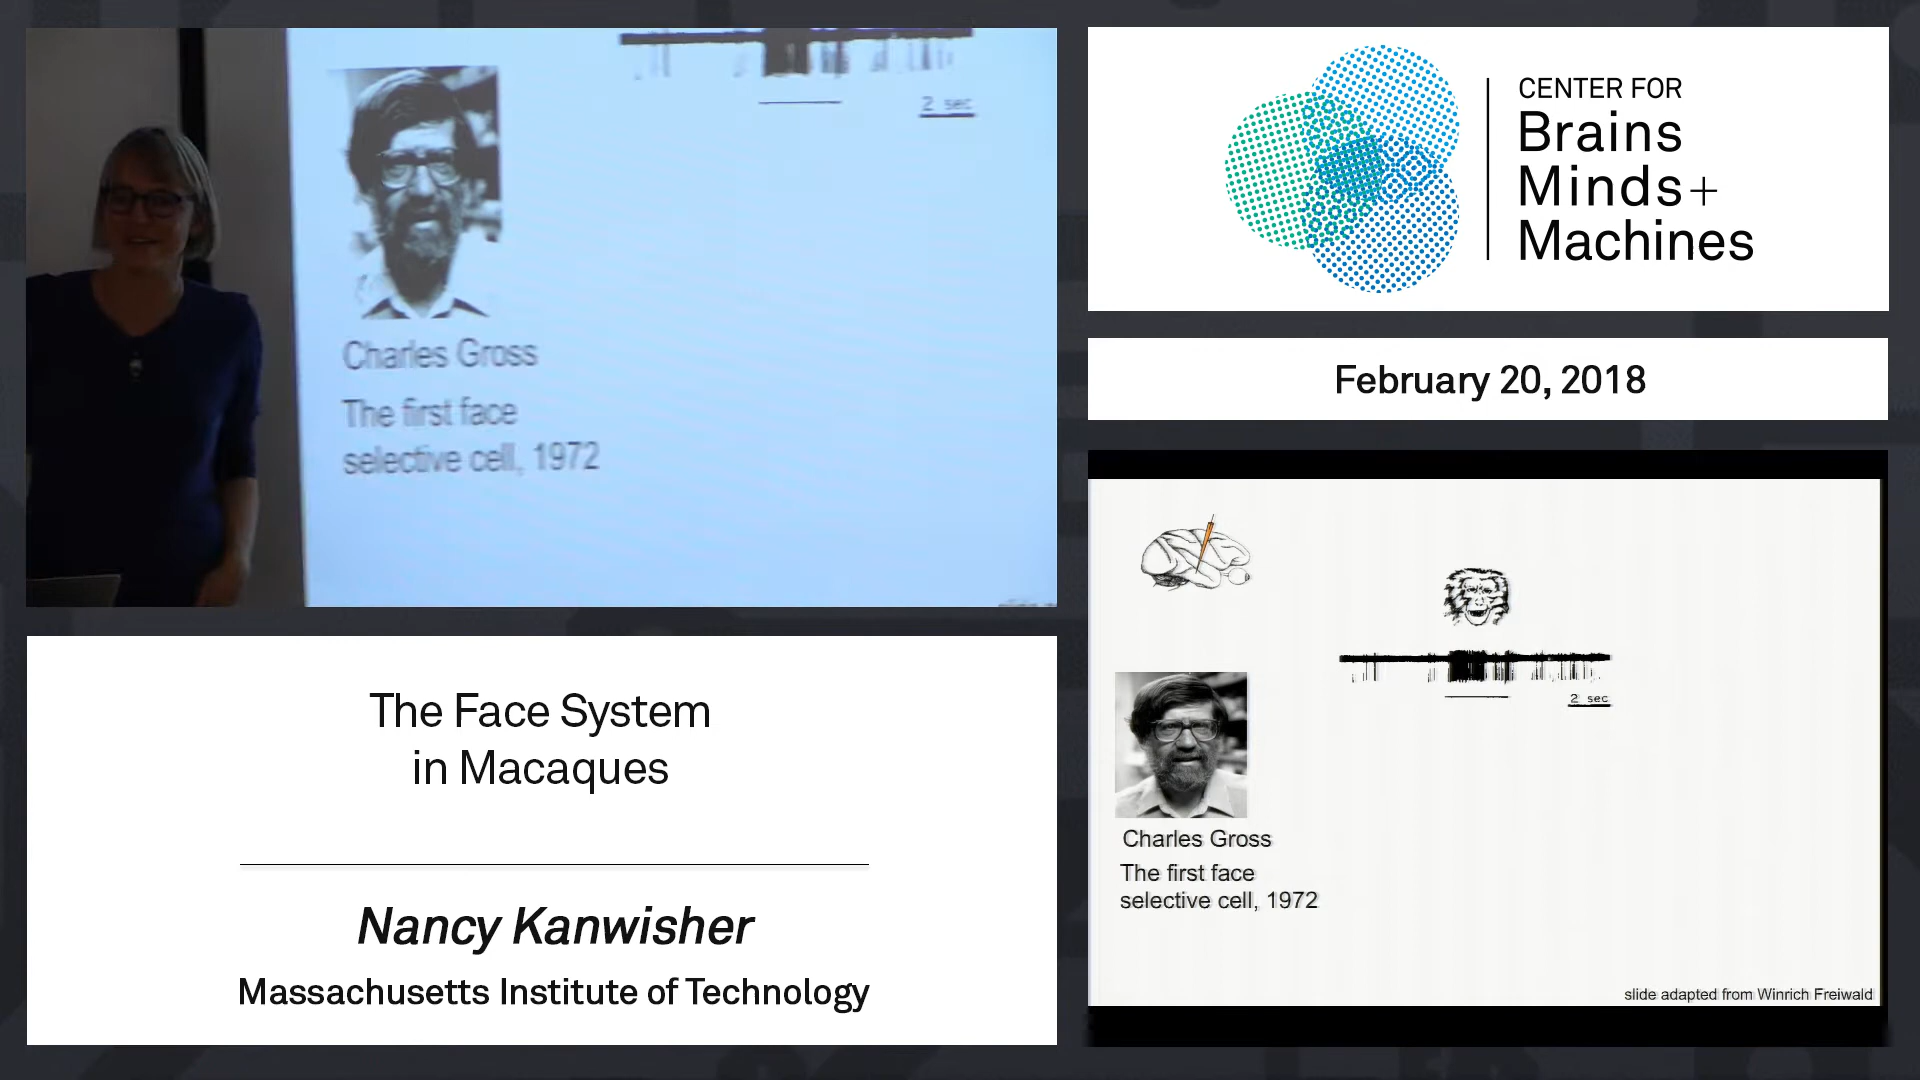 2 sec
Charles Gross
The first face
selective cell, 1972
CENTER FOR
Brains
Minds+
Machines
February 20, 2018
The Face System
in Macaques
Nancy Kanwisher
Massachusetts Institute of Technology
2 sec
Charles Gross
The first face
selective cell, 1972
slide adapted from Winrich Freiwald